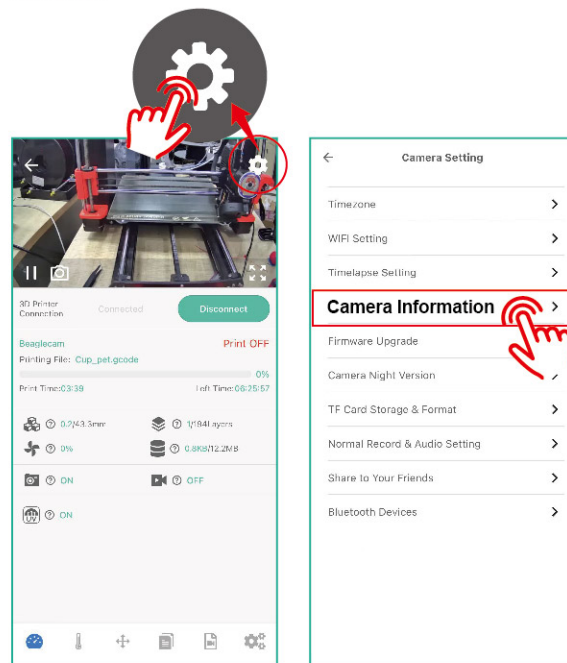 3D Printer
Connection
Connected
Disconnect
Beaglecam
Print OFF
Printing File: Cup_pet.gcode
0%
Print Time:03:39
Left Time:06:25:57
0.2/43.3mm
1/194Layers
0%
0.8KB/12.2MB
ON
OFF
UV
ON
Camera Setting
Timezone
WIFI Setting
Timelapse Setting
Camera Information
Firmware Upgrade
Camera Night Version
TF Card Storage & Format
Normal Record & Audio Setting
Share to Your Friends
Bluetooth Devices